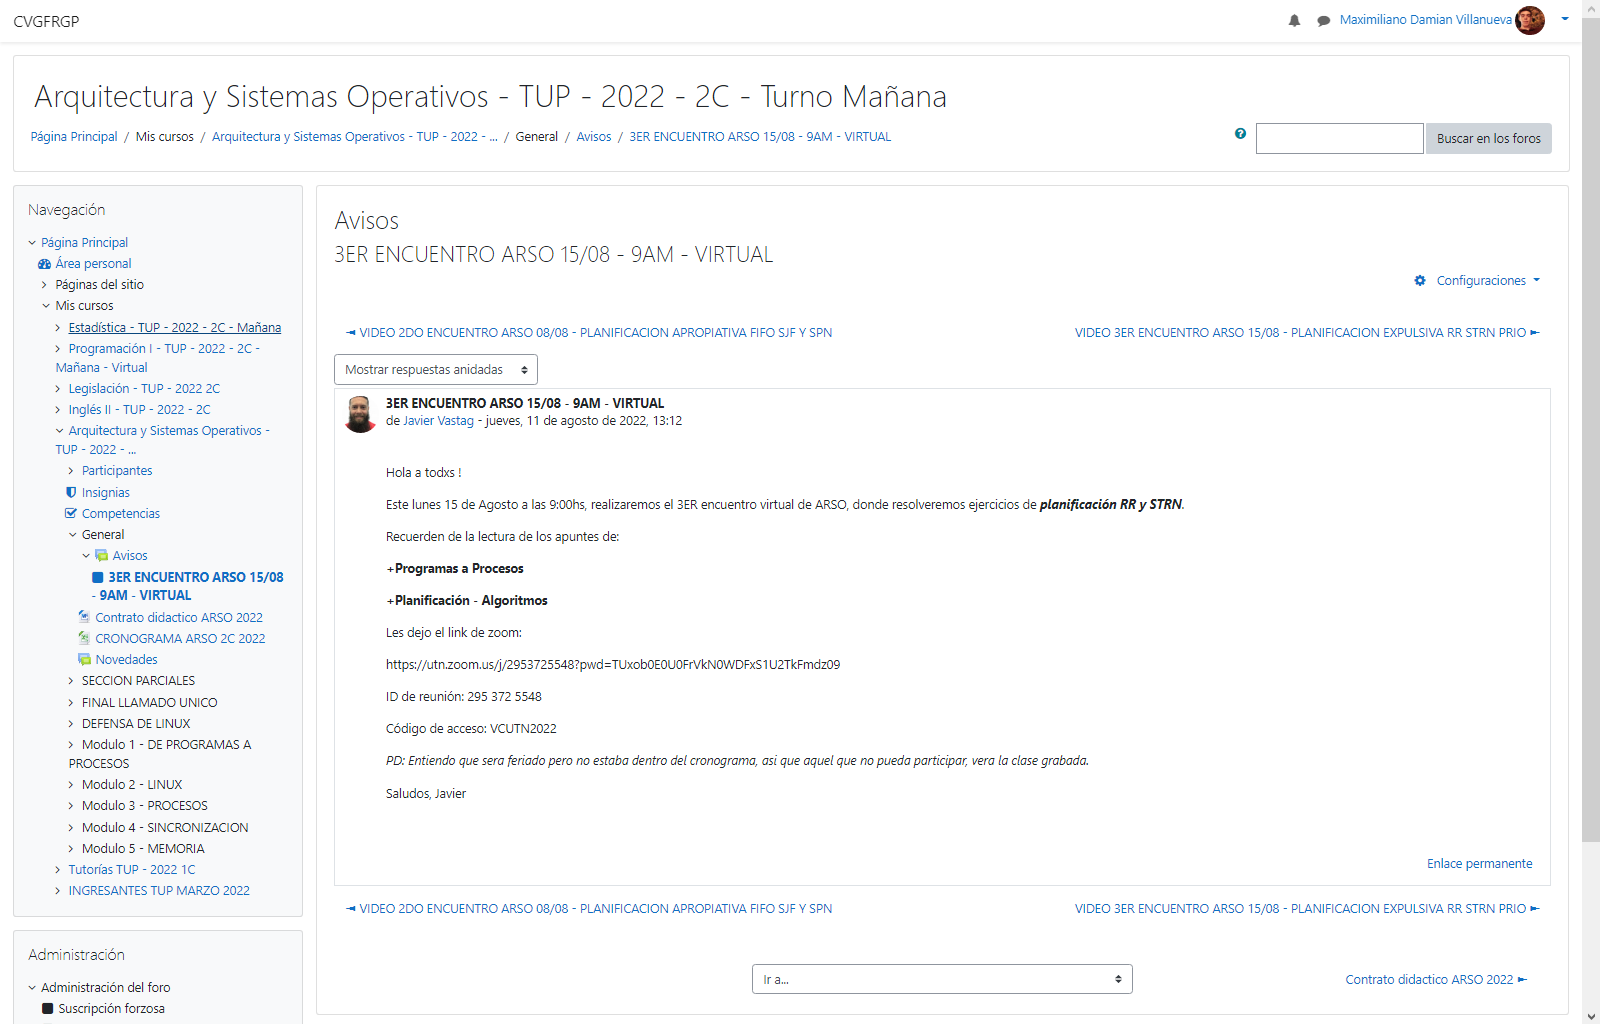 CVGFRGP
Maximiliano Damian Villanueva
Arquitectura y Sistemas Operativos - TUP - 2022 - 2C - Turno Mañana
Página Principal / Mis cursos / Arquitectura y Sistemas Operativos - TUP - 2022 - ... / General / Avisos / 3ER ENCUENTRO ARSO 15/08 - 9AM - VIRTUAL
Buscar en los foros
Navegación
Página Principal
Área personal
Páginas del sitio
Mis cursos
Estadística - TUP - 2022 - 2C - Mañana
Programación I - TUP - 2022 - 2C -
Mañana - Virtual
Legislación - TUP - 2022 2C
Inglés II - TUP - 2022 - 2C
Arquitectura y Sistemas Operativos -
TUP - 2022 - ...
Participantes
Insignias
Competencias
General
Avisos
3ER ENCUENTRO ARSO 15/08
- 9AM - VIRTUAL
Contrato didactico ARSO 2022
CRONOGRAMA ARSO 2C 2022
Novedades
SECCION PARCIALES
FINAL LLAMADO UNICO
DEFENSA DE LINUX
Modulo 1 - DE PROGRAMAS A
PROCESOS
Modulo 2 - LINUX
Modulo 3 - PROCESOS
Modulo 4 - SINCRONIZACION
Modulo 5 - MEMORIA
Tutorías TUP - 2022 1C
INGRESANTES TUP MARZO 2022
Administración
Administración del foro
Suscripción forzosa
Avisos
3ER ENCUENTRO ARSO 15/08 - 9AM - VIRTUAL
Configuraciones
◄ VIDEO 2DO ENCUENTRO ARSO 08/08 - PLANIFICACION APROPIATIVA FIFO SJF Y SPN
VIDEO 3ER ENCUENTRO ARSO 15/08 - PLANIFICACION EXPULSIVA RR STRN PRIO ►
Mostrar respuestas anidadas
3ER ENCUENTRO ARSO 15/08 - 9AM - VIRTUAL
de Javier Vastag - jueves, 11 de agosto de 2022, 13:12
Hola a todxs !
Este lunes 15 de Agosto a las 9:00hs, realizaremos el 3ER encuentro virtual de ARSO, donde resolveremos ejercicios de planificación RR y STRN.
Recuerden de la lectura de los apuntes de:
+Programas a Procesos
+Planificación - Algoritmos
Les dejo el link de zoom:
https://utn.zoom.us/j/2953725548?pwd=TUxob0E0U0FrVkN0WDFxS1U2TkFmdz09
ID de reunión: 295 372 5548
Código de acceso: VCUTN2022
PD: Entiendo que sera feriado pero no estaba dentro del cronograma, asi que aquel que no pueda participar, vera la clase grabada.
Saludos, Javier
Enlace permanente
◄ VIDEO 2DO ENCUENTRO ARSO 08/08 - PLANIFICACION APROPIATIVA FIFO SJF Y SPN
VIDEO 3ER ENCUENTRO ARSO 15/08 - PLANIFICACION EXPULSIVA RR STRN PRIO ►
Ir a...
Contrato didactico ARSO 2022 ►